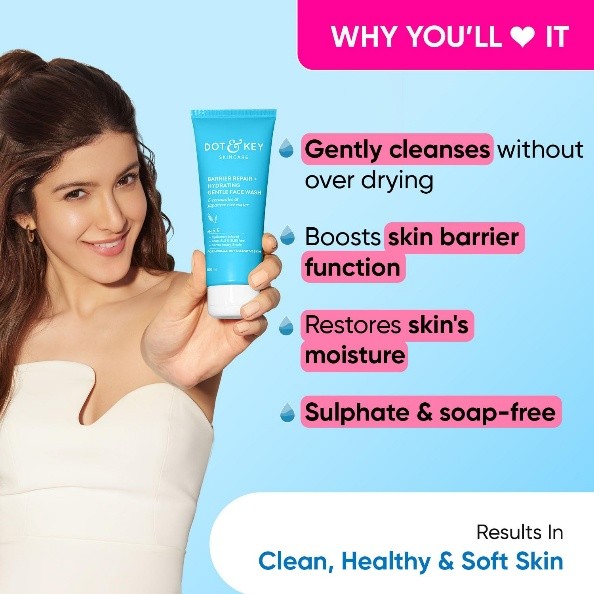 WHY YOU'LL IT
DOT & KEY
SKINCARE
BARRIER REPAIR +
HYDRATING
GENTLE FACE WASH
Gently cleanses without
over drying
Boosts skin barrier
function
Restores skin's
moisture
Sulphate & soap-free
Results In
Clean, Healthy & Soft Skin